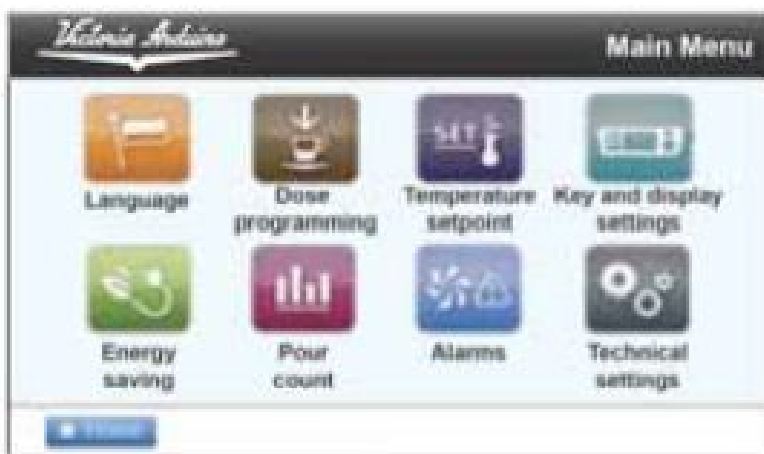 Victoria Arduino
Main Menu
SET
Language
Dose
programming
Temperature
setpoint
Key and display
settings
Energy
saving
Pour
count
Alarms
Technical
settings